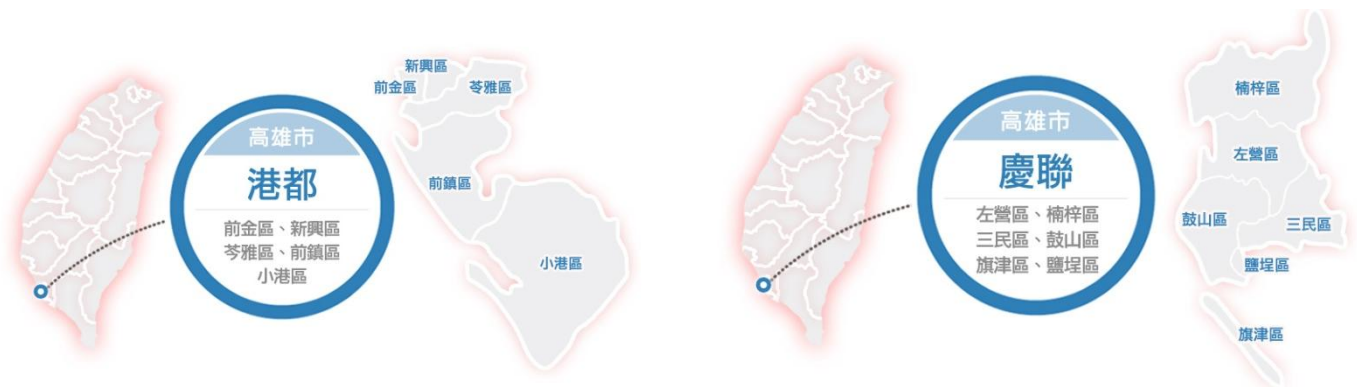 高雄市
港都
前金區、新興區
苓雅區、前鎮區
小港區
新興區
前金區
苓雅區
前鎮區
小港區
高雄市
慶聯
左營區、楠梓區
三民區、鼓山區
旗津區、鹽埕區
楠梓區
左營區
鼓山區
三民區
鹽埕區
旗津區